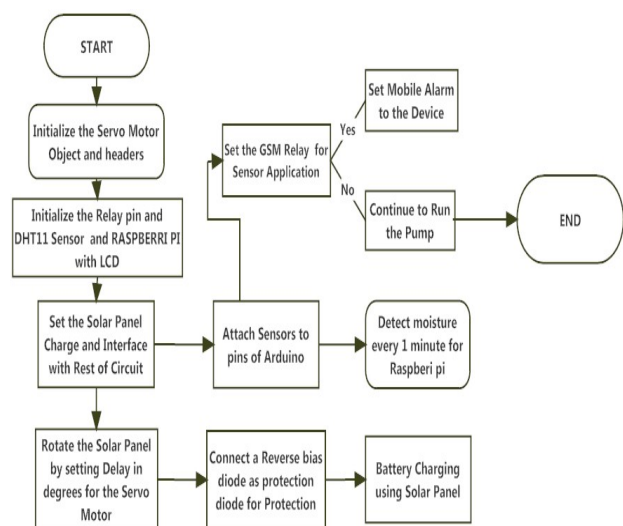 START
Initialize the Servo Motor
Object and headers
Initialize the Relay pin and
DHT11 Sensor and RASPBERRI PI
with LCD
Set the Solar Panel
Charge and Interface
with Rest of Circuit
Rotate the Solar Panel
by setting Delay in
degrees for the Servo
Motor
Attach Sensors to
pins of Arduino
Set the GSM Relay for
Sensor Application
Yes
No
Set Mobile Alarm
to the Device
Continue to Run
the Pump
END
Detect moisture
every 1 minute for
Raspberi pi
Connect a Reverse bias
diode as protection
diode for Protection
Battery Charging
using Solar Panel